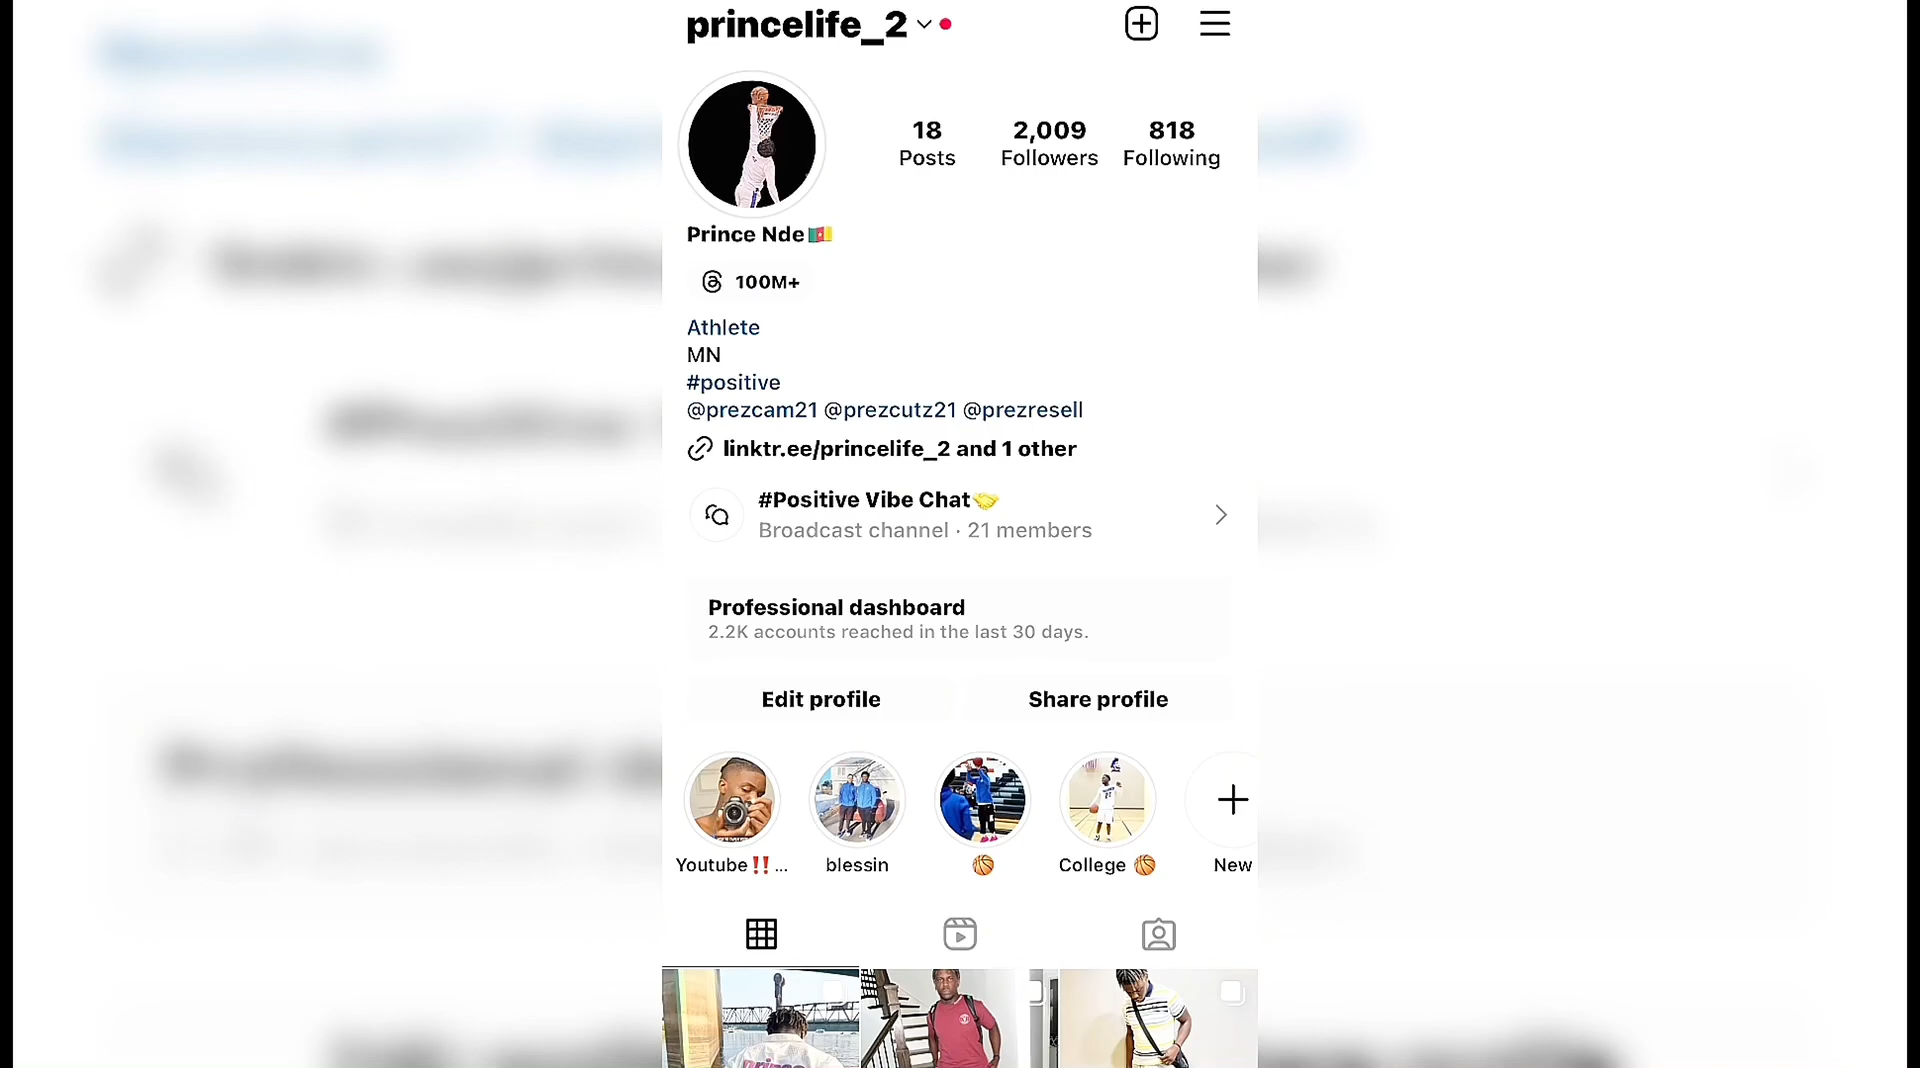 princelife_2
18 2,009 818
Posts Followers Following
Prince Nde🇨🇲
100M+
Athlete
MN
#positive
@prezcam21 @prezcutz21 @prezresell
linktr.ee/princelife_2 and 1 other
#Positive Vibe Chat🤝
Broadcast channel · 21 members
Professional dashboard
2.2K accounts reached in the last 30 days.
Edit profile Share profile
Youtube‼️... blessin 🏀 College 🏀 New